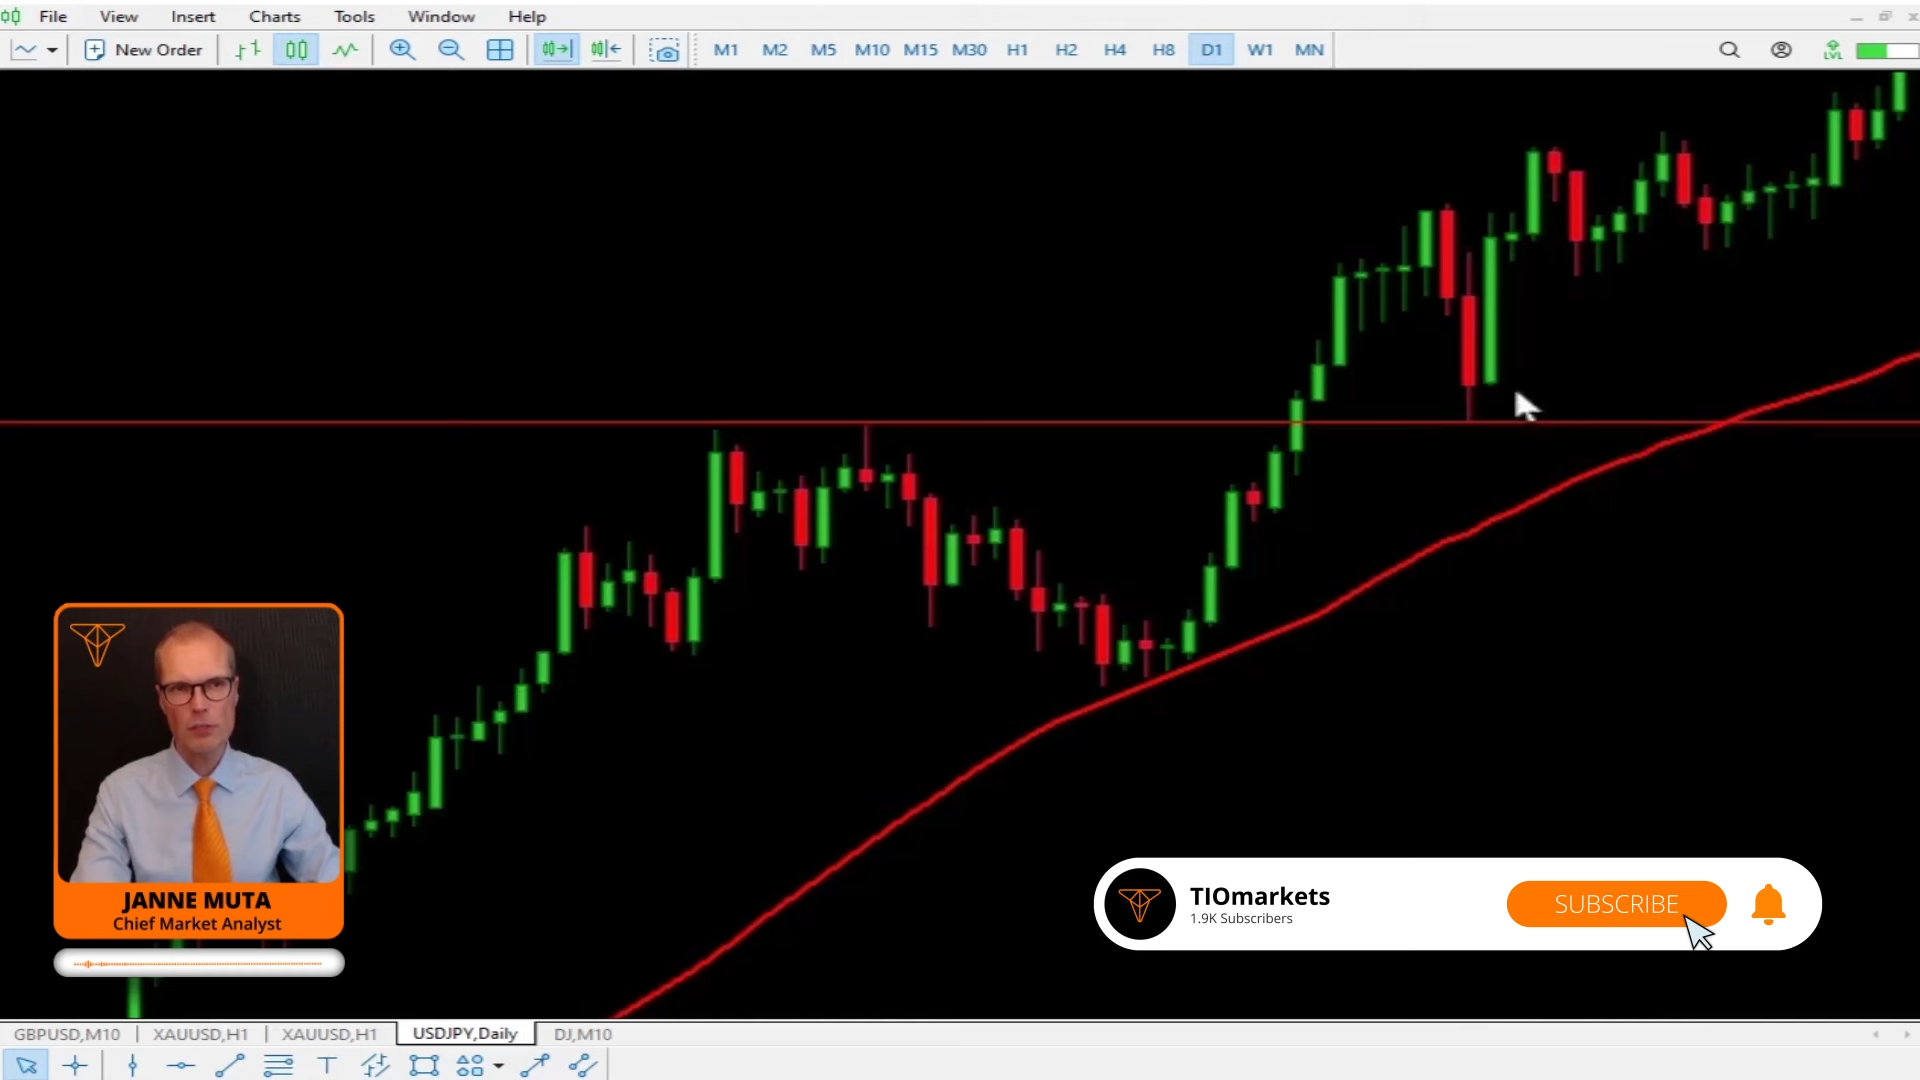 File View Insert Charts Tools Window Help
New Order M1 M2 M5 M10 M15 M30 H1 H2 H4 H8 D1 W1 MN LVL
JANNE MUTA
Chief Market Analyst
TIOmarkets
1.9K Subscribers
SUBSCRIBE
GBPUSD,M10 XAUUSD,H1 XAUUSD,H1 USDJPY,Daily DJ,M10
T